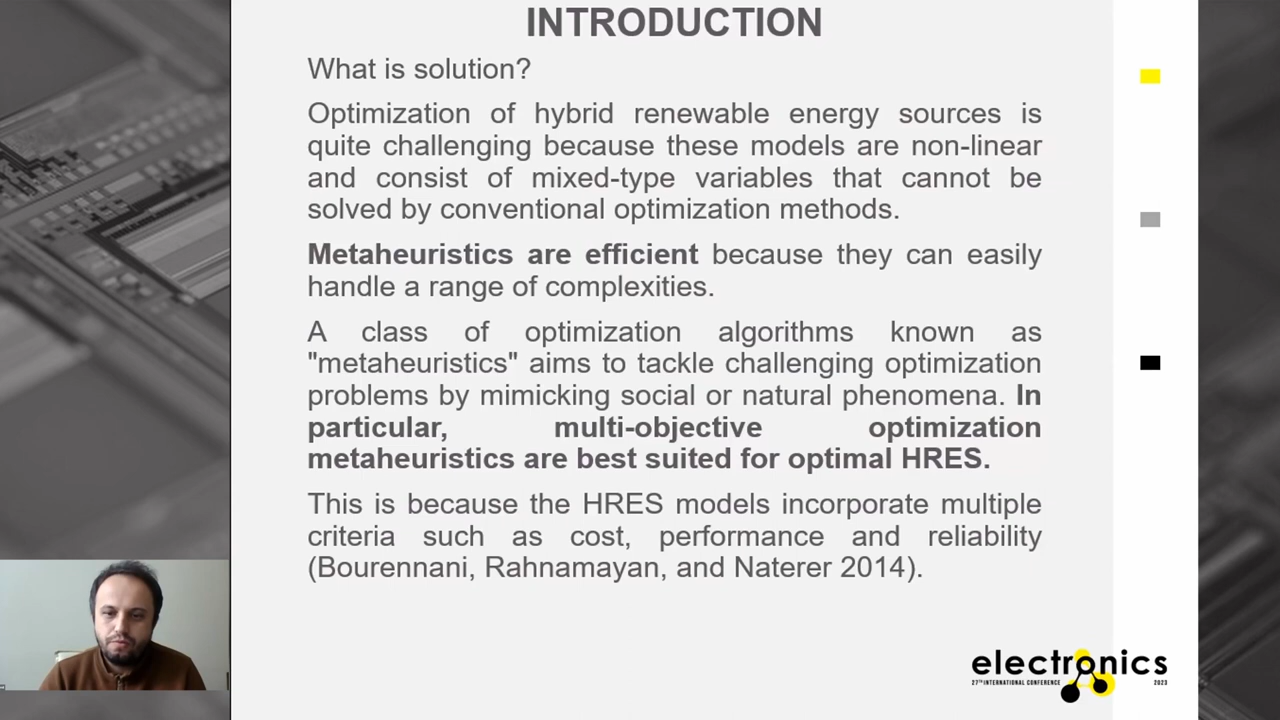 INTRODUCTION
What is solution?
Optimization of hybrid renewable energy sources is
quite challenging because these models are non-linear
and consist of mixed-type variables that cannot be
solved by conventional optimization methods.
Metaheuristics are efficient because they can easily
handle a range of complexities.
A class of optimization algorithms known as
"metaheuristics" aims to tackle challenging optimization
problems by mimicking social or natural phenomena. In
particular, multi-objective optimization
metaheuristics are best suited for optimal HRES.
This is because the HRES models incorporate multiple
criteria such as cost, performance and reliability
(Bourennani, Rahnamayan, and Naterer 2014).
electronics
27TH INTERNATIONAL CONFERENCE 2023